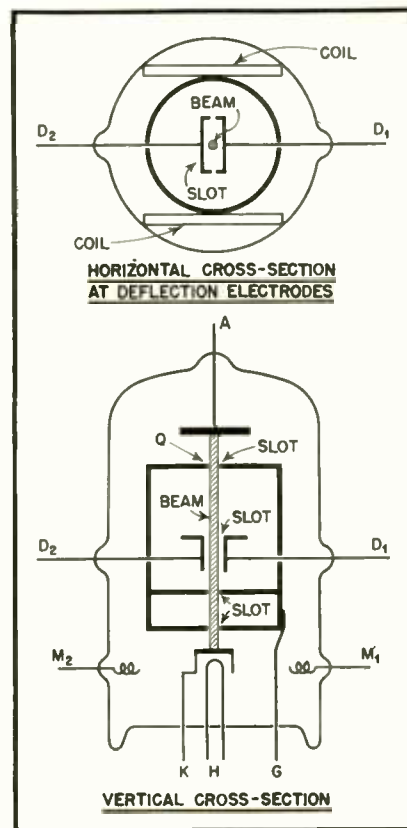 COIL
BEAM
D2
D1
SLOT
COIL
HORIZONTAL CROSS-SECTION
AT DEFLECTION ELECTRODES
A
Q
SLOT
BEAM
SLOT
D2
D1
SLOT
M2
M1
K
H
G
VERTICAL CROSS-SECTION